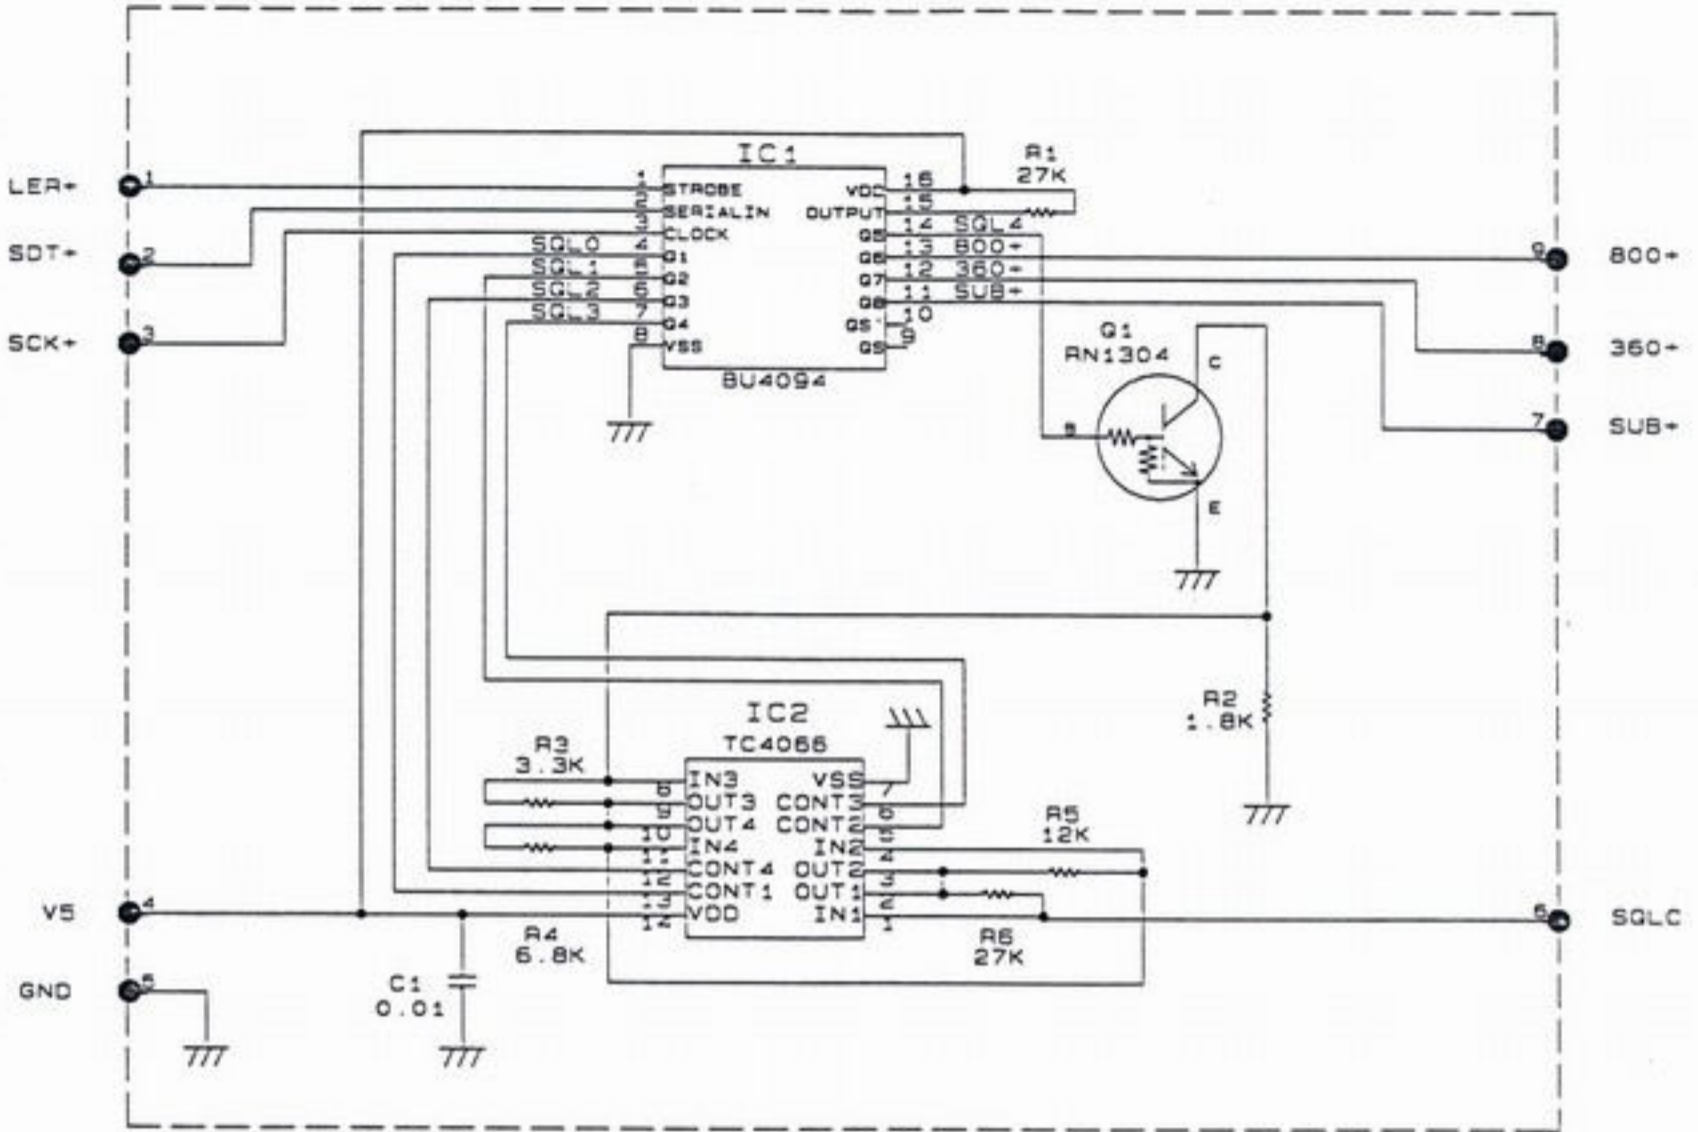 IC1
R1
27K
LER+
1
1
STROBE
VDD
16
SDT+
2
2
SERIALIN
OUTPUT
15
SCK+
3
3
CLOCK
Q5
14
SQL4
SQL0
4
Q1
Q6
13
800+
9
800+
SQL1
5
Q2
Q7
12
360+
SQL2
6
Q3
Q8
11
SUB+
SQL3
7
Q4
QS'
10
8
VSS
QS
9
BU4094
Q1
RN1304
C
B
E
8
360+
7
SUB+
R2
1.8K
IC2
TC4066
R3
3.3K
IN3
VSS
8
7
OUT3
CONT3
9
6
OUT4
CONT2
10
5
IN4
IN2
11
4
CONT4
OUT2
12
3
CONT1
OUT1
13
2
VDD
IN1
14
1
R5
12K
V5
4
R4
6.8K
R6
27K
6
SQLC
C1
0.01
GND
5